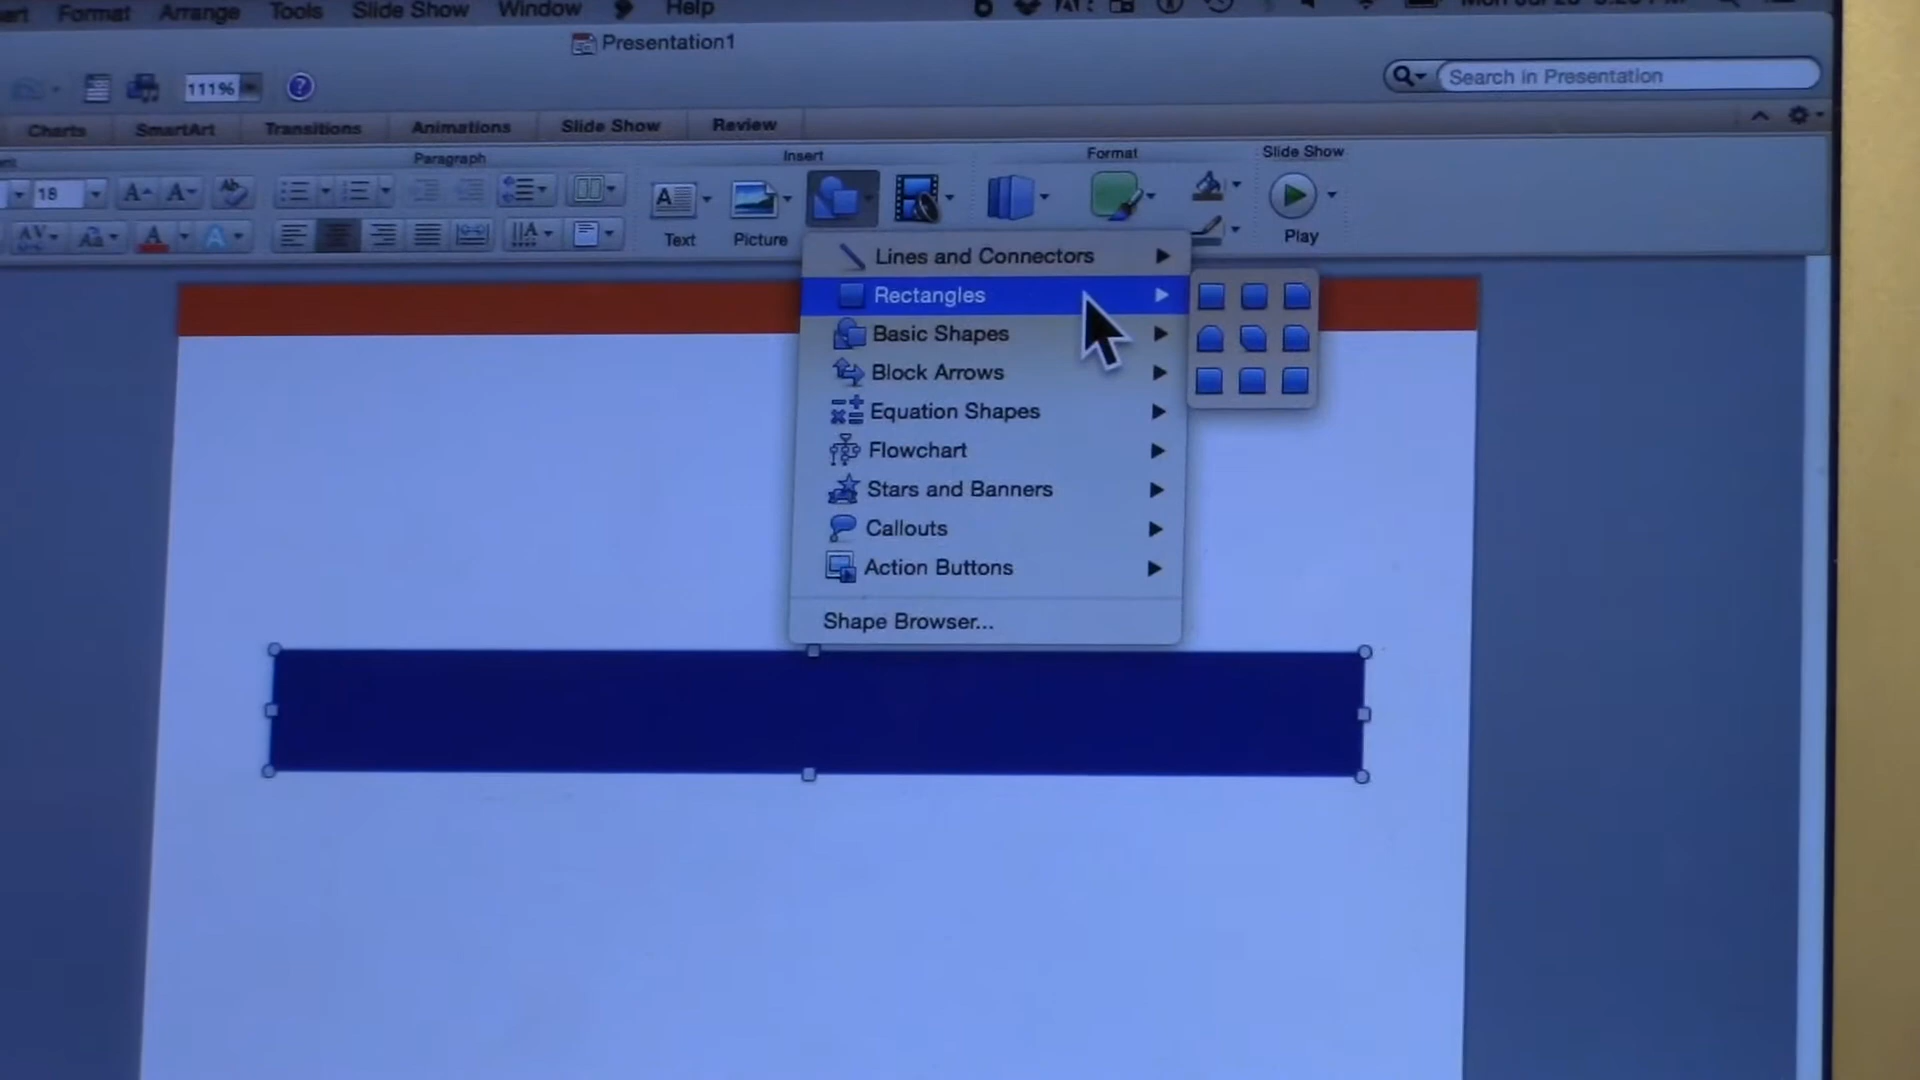 Format Arrange Tools Slide Show Window Help
Presentation1
111% ?
Search in Presentation
Charts SmartArt Transitions Animations Slide Show Review
Paragraph Insert Format Slide Show
18
Text Picture Play
Lines and Connectors
Rectangles
Basic Shapes
Block Arrows
Equation Shapes
Flowchart
Stars and Banners
Callouts
Action Buttons
Shape Browser...